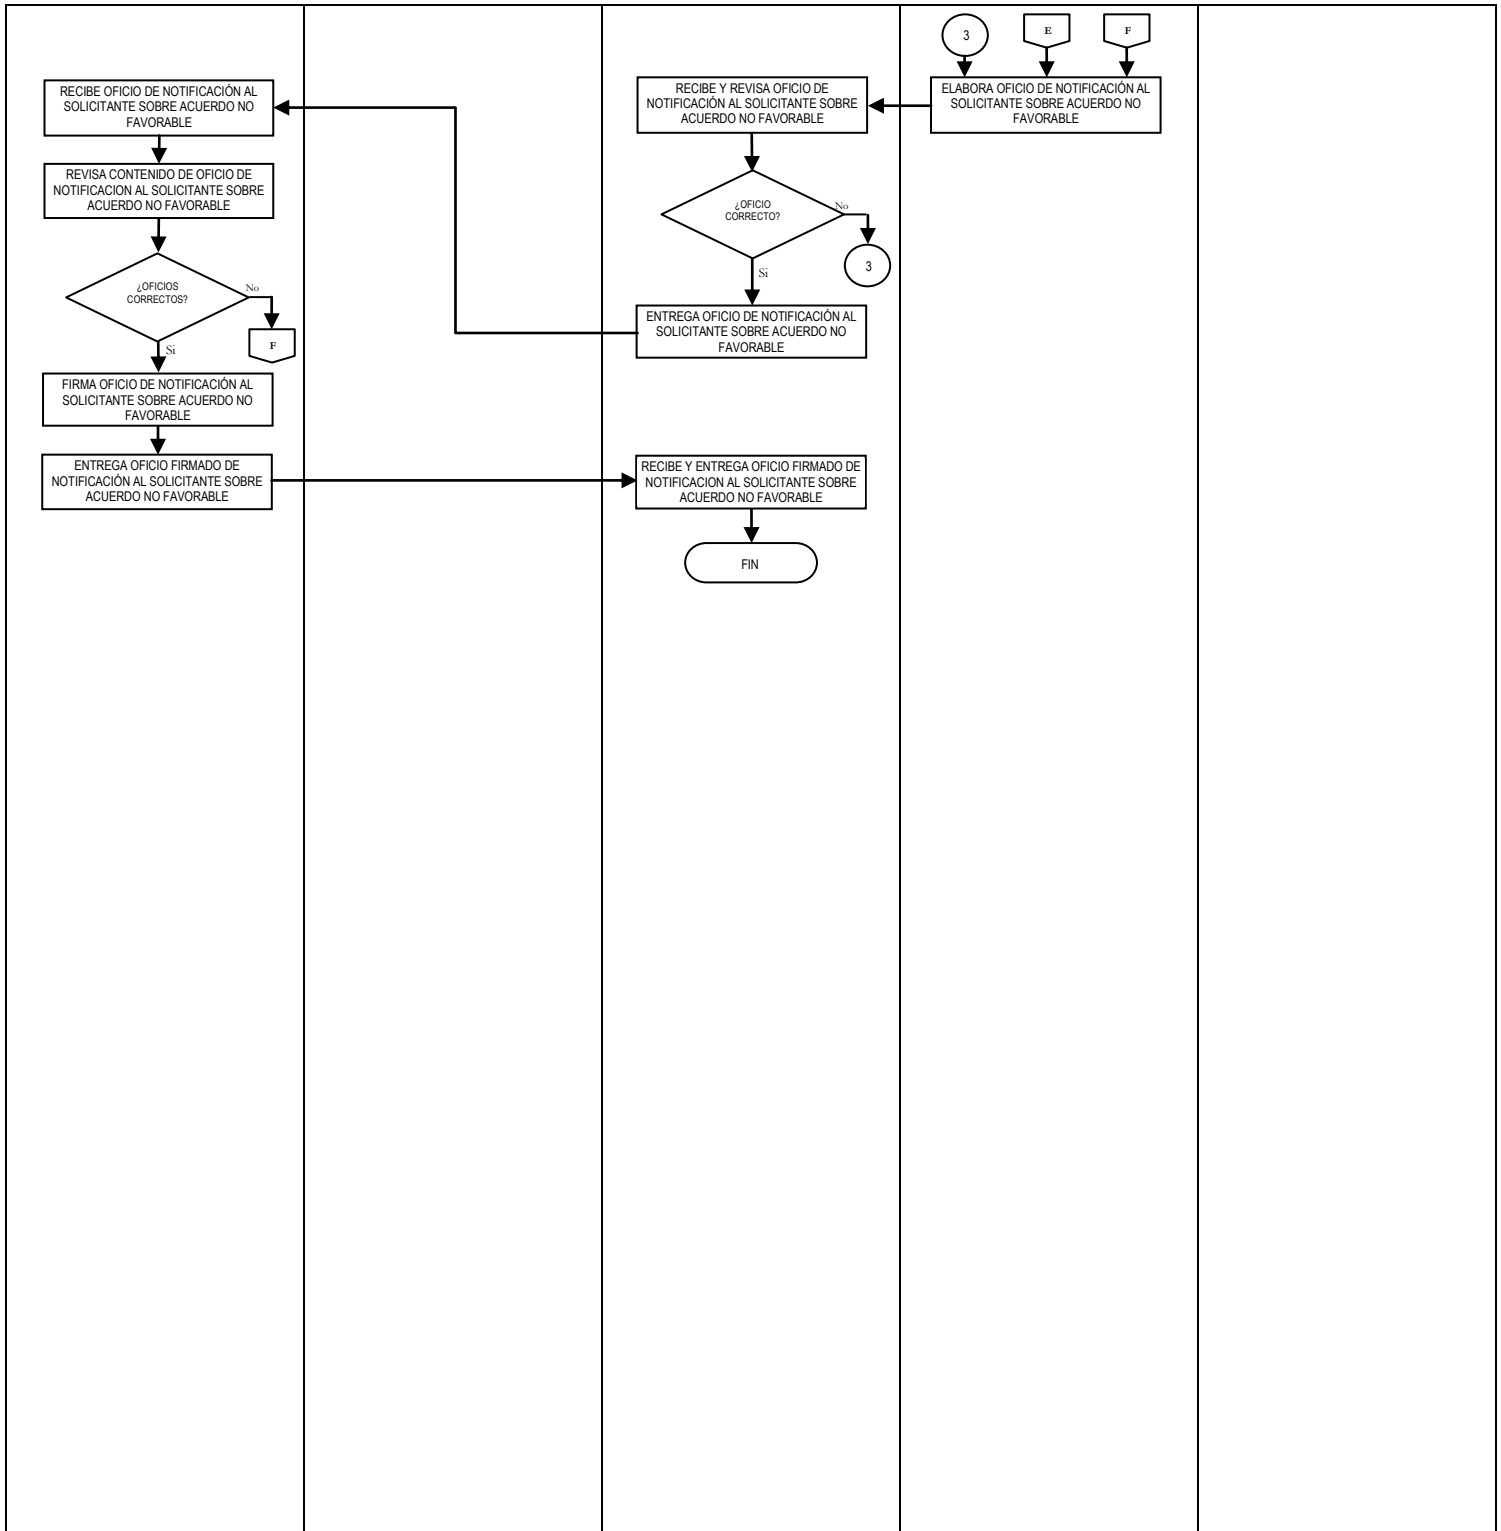 3
E
F
ELABORA OFICIO DE NOTIFICACIÓN AL
SOLICITANTE SOBRE ACUERDO NO
FAVORABLE
RECIBE Y REVISA OFICIO DE
NOTIFICACIÓN AL SOLICITANTE SOBRE
ACUERDO NO FAVORABLE
¿OFICIO
CORRECTO?
No
3
Si
ENTREGA OFICIO DE NOTIFICACIÓN AL
SOLICITANTE SOBRE ACUERDO NO
FAVORABLE
RECIBE OFICIO DE NOTIFICACIÓN AL
SOLICITANTE SOBRE ACUERDO NO
FAVORABLE
REVISA CONTENIDO DE OFICIO DE
NOTIFICACION AL SOLICITANTE SOBRE
ACUERDO NO FAVORABLE
¿OFICIOS
CORRECTOS?
No
F
Si
FIRMA OFICIO DE NOTIFICACIÓN AL
SOLICITANTE SOBRE ACUERDO NO
FAVORABLE
ENTREGA OFICIO FIRMADO DE
NOTIFICACIÓN AL SOLICITANTE SOBRE
ACUERDO NO FAVORABLE
RECIBE Y ENTREGA OFICIO FIRMADO DE
NOTIFICACION AL SOLICITANTE SOBRE
ACUERDO NO FAVORABLE
FIN